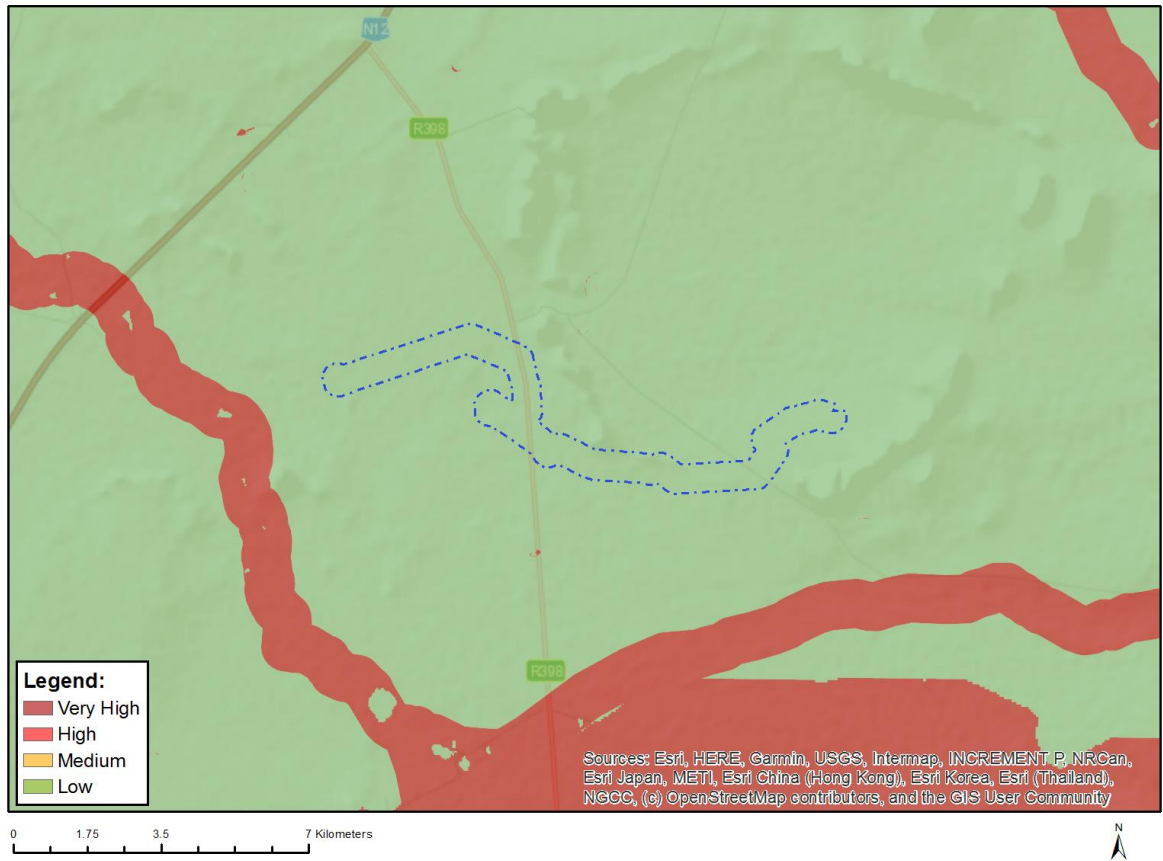 N12
R398
R398
Legend:
Very High
High
Medium
Low
Sources: Esri, HERE, Garmin, USGS, Intermap, INCREMENT P, NRCan,
Esri Japan, METI, Esri China (Hong Kong), Esri Korea, Esri (Thailand),
NGCC, (c) OpenStreetMap contributors, and the GIS User Community
0 1.75 3.5 7 Kilometers
N